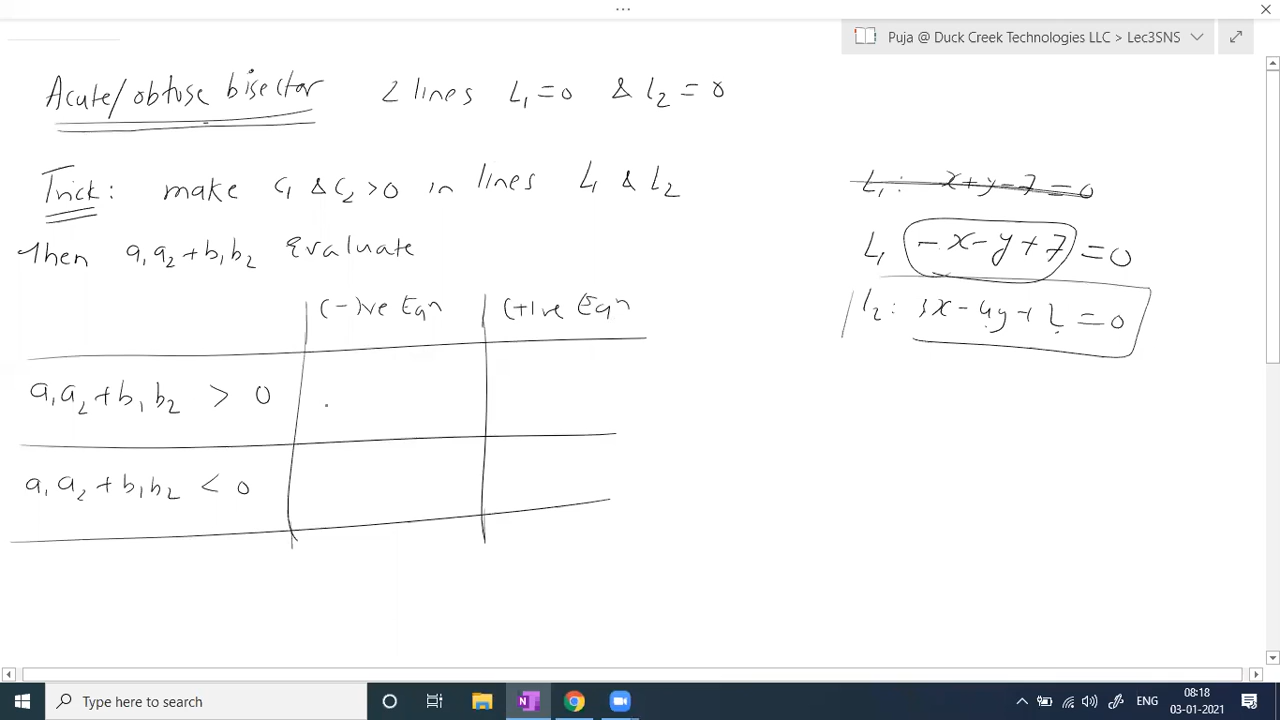 ...
Puja @ Duck Creek Technologies LLC > Lec3SNS
Acute/obtuse bisector 2 lines L₁=0 & L₂=0
Trick: make C₁ & C₂ >0 in lines L₁ & L₂
L₁: x+y-7=0
Then a₁a₂+b₁b₂ Evaluate
L₁ -x-y+7=0
(-)ve Eqn (+)ve Eqn
L₂: 3x-4y+2=0
a₁a₂+b₁b₂ > 0
a₁a₂+b₁b₂ < 0
Type here to search
ENG
08:18
03-01-2021